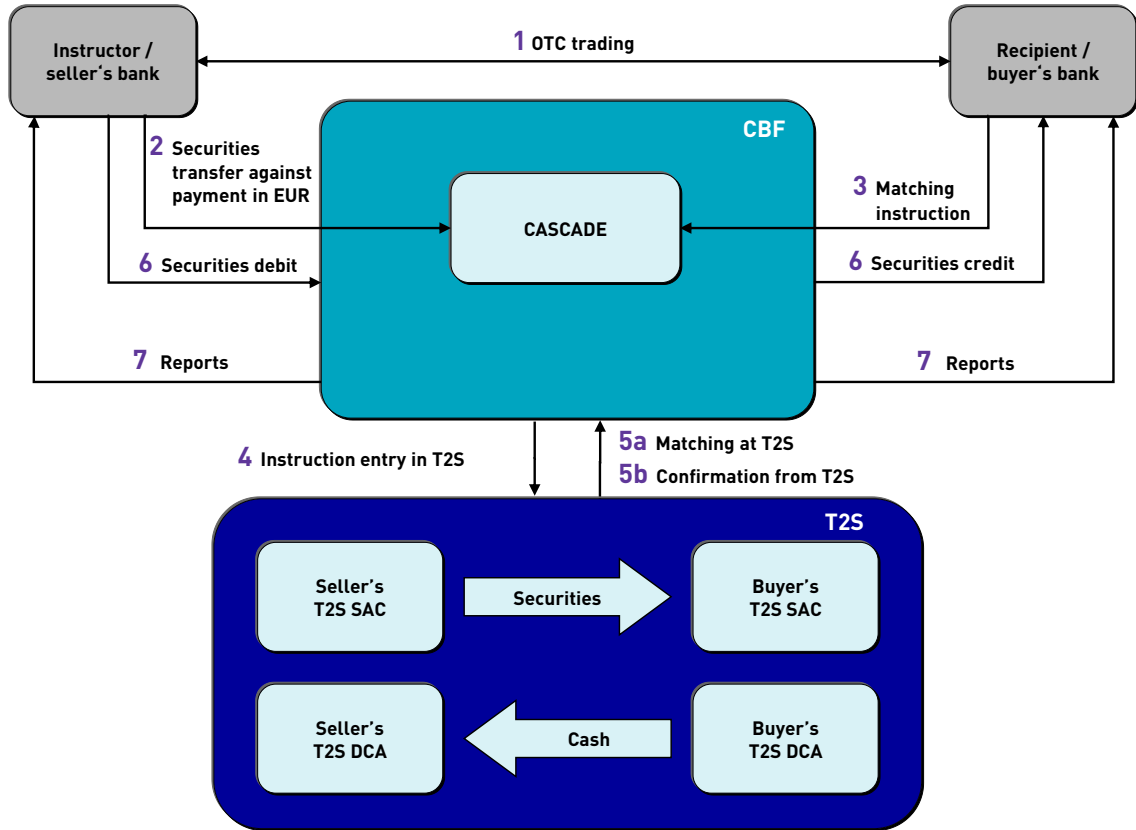 1 OTC trading
Instructor /
seller‘s bank
Recipient /
buyer‘s bank
CBF
2 Securities
transfer against
payment in EUR
3 Matching
instruction
CASCADE
6 Securities debit
6 Securities credit
7 Reports
7 Reports
4 Instruction entry in T2S
5a Matching at T2S
5b Confirmation from T2S
T2S
Seller’s
T2S SAC
Securities
Buyer’s
T2S SAC
Seller’s
T2S DCA
Cash
Buyer’s
T2S DCA